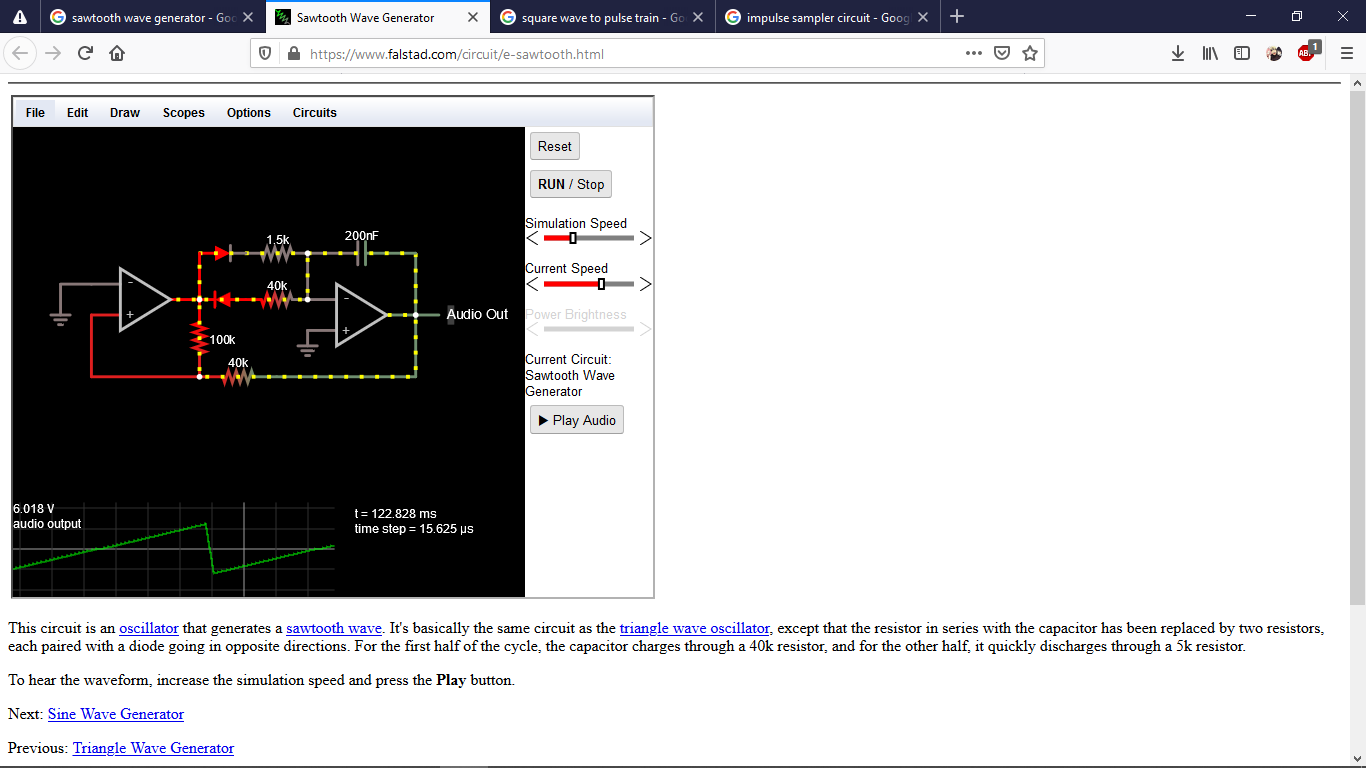 sawtooth wave generator - Goo
Sawtooth Wave Generator
square wave to pulse train - Go
impulse sampler circuit - Googl
https://www.falstad.com/circuit/e-sawtooth.html
ABP
1
File Edit Draw Scopes Options Circuits
Reset
RUN / Stop
Simulation Speed
Current Speed
Power Brightness
Current Circuit:
Sawtooth Wave
Generator
▶ Play Audio
1.5k
200nF
40k
-
+
-
+
Audio Out
100k
40k
6.018 V
audio output
t = 122.828 ms
time step = 15.625 µs
This circuit is an oscillator that generates a sawtooth wave. It's basically the same circuit as the triangle wave oscillator, except that the resistor in series with the capacitor has been replaced by two resistors,
each paired with a diode going in opposite directions. For the first half of the cycle, the capacitor charges through a 40k resistor, and for the other half, it quickly discharges through a 5k resistor.
To hear the waveform, increase the simulation speed and press the Play button.
Next: Sine Wave Generator
Previous: Triangle Wave Generator